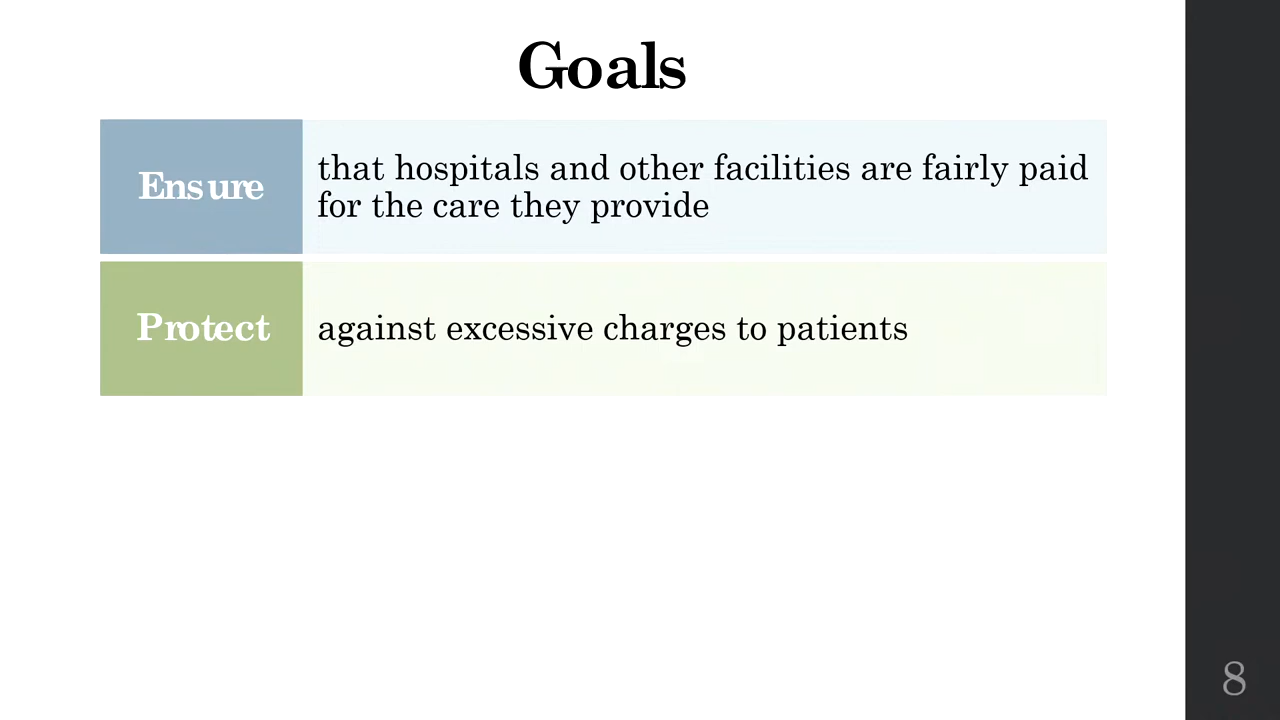 Goals
Ensure
that hospitals and other facilities are fairly paid
for the care they provide
Protect
against excessive charges to patients
8